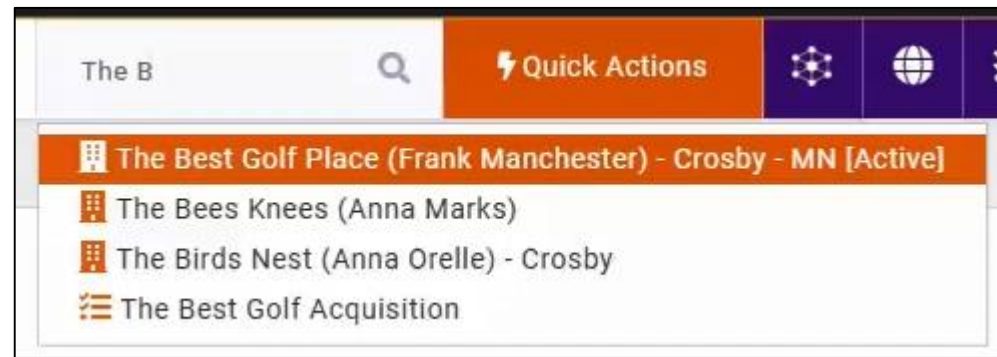 The B
Quick Actions
The Best Golf Place (Frank Manchester) - Crosby - MN [Active]
The Bees Knees (Anna Marks)
The Birds Nest (Anna Orelle) - Crosby
The Best Golf Acquisition